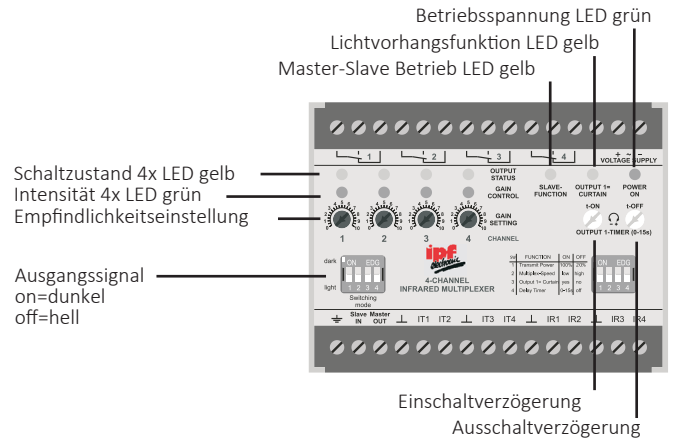 Betriebsspannung LED grün
Lichtvorhangsfunktion LED gelb
Master-Slave Betrieb LED gelb
1 2 3 4 + ~ −
VOLTAGE SUPPLY
Schaltzustand 4x LED gelb
OUTPUT STATUS
Intensität 4x LED grün
GAIN CONTROL
SLAVE-FUNCTION
OUTPUT 1= CURTAIN
POWER ON
Empfindlichkeitseinstellung
GAIN SETTING
t-ON t-OFF
OUTPUT 1-TIMER (0-15s)
1 2 3 4 CHANNEL
Ausgangssignal
on=dunkel
off=hell
dark
light
ON EDG
1 2 3 4
Switching mode
ipf
electronic
4-CHANNEL
INFRARED MULTIPLEXER
sw FUNCTION ON OFF
1 Transmit Power 100% 20%
2 Multiplex-Speed low high
3 Output 1= Curtain yes no
4 Delay Timer 0-15s off
ON EDG
1 2 3 4
Slave IN Master OUT ⊥ IT1 IT2 ⊥ IT3 IT4 ⊥ IR1 IR2 ⊥ IR3 IR4
Einschaltverzögerung
Ausschaltverzögerung